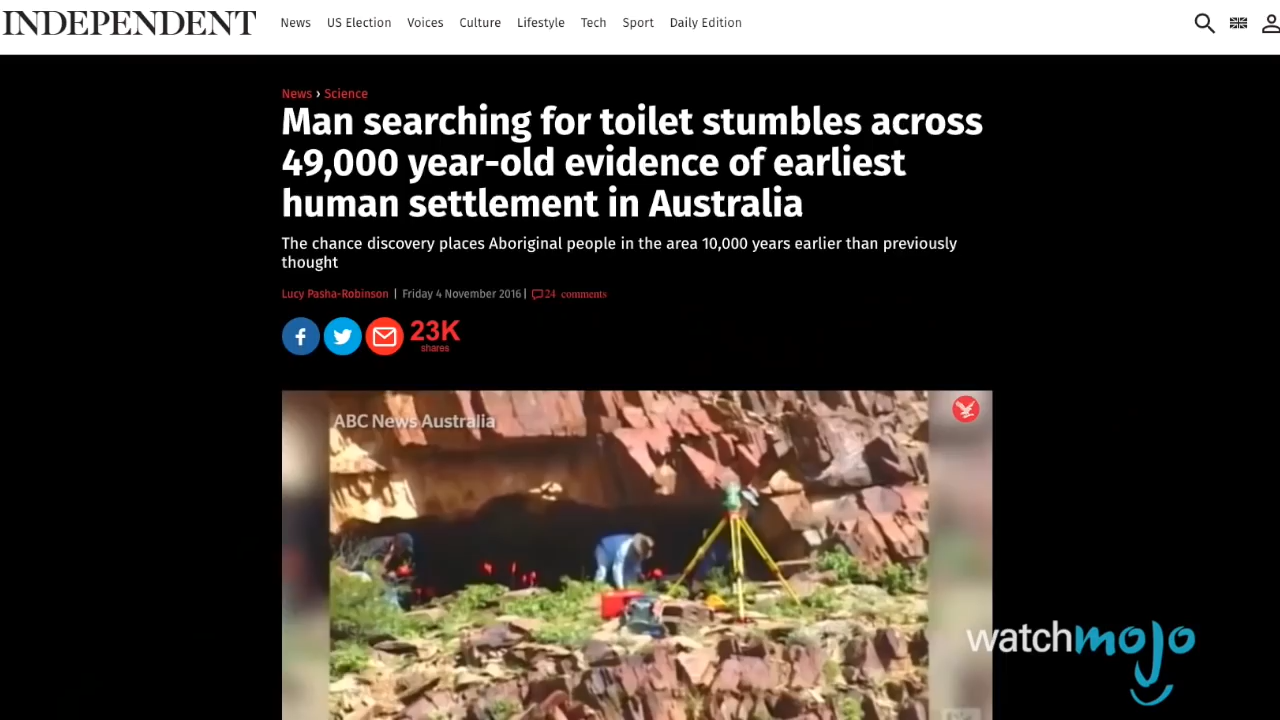 INDEPENDENT
News US Election Voices Culture Lifestyle Tech Sport Daily Edition
News › Science
Man searching for toilet stumbles across
49,000 year-old evidence of earliest
human settlement in Australia
The chance discovery places Aboriginal people in the area 10,000 years earlier than previously
thought
Lucy Pasha-Robinson | Friday 4 November 2016 | 24 comments
23K
shares
ABC News Australia
watchmojo